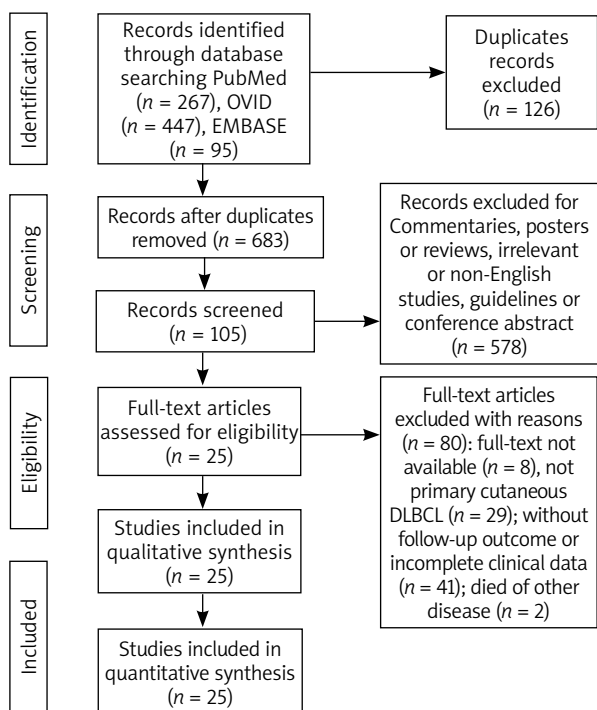 Identification
Records identified
through database
searching PubMed
(n = 267), OVID
(n = 447), EMBASE
(n = 95)
Duplicates
records
excluded
(n = 126)
Screening
Records after duplicates
removed (n = 683)
Records screened
(n = 105)
Records excluded for
Commentaries, posters
or reviews, irrelevant
or non-English
studies, guidelines or
conference abstract
(n = 578)
Eligibility
Full-text articles
assessed for eligibility
(n = 25)
Full-text articles
excluded with reasons
(n = 80): full-text not
available (n = 8), not
primary cutaneous
DLBCL (n = 29); without
follow-up outcome or
incomplete clinical data
(n = 41); died of other
disease (n = 2)
Studies included in
qualitative synthesis
(n = 25)
Included
Studies included in
quantitative synthesis
(n = 25)